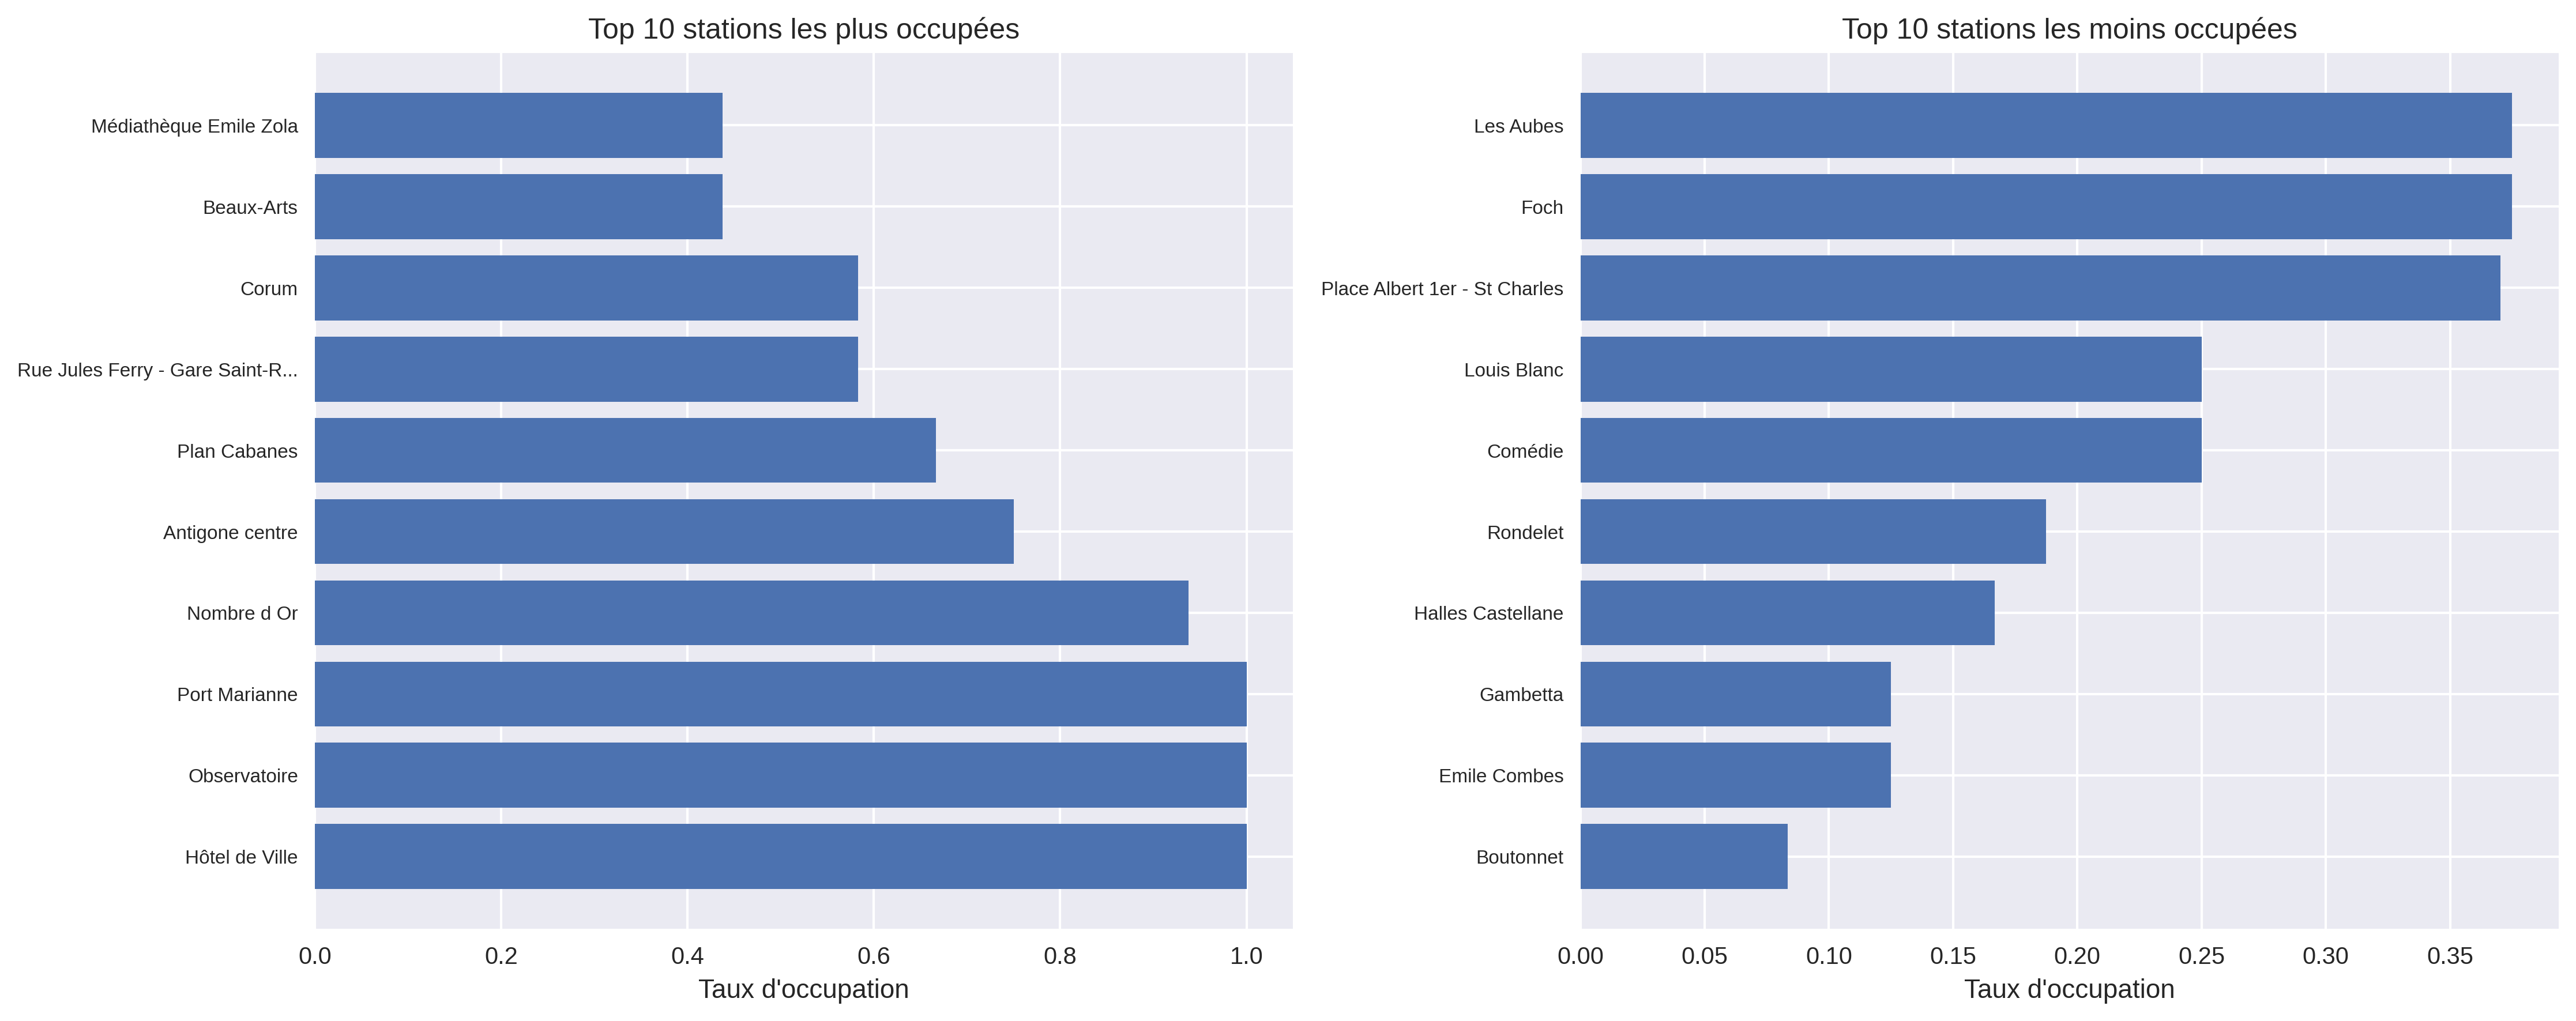 Top 10 stations les plus occupées
Médiathèque Emile Zola
Beaux-Arts
Corum
Rue Jules Ferry - Gare Saint-R...
Plan Cabanes
Antigone centre
Nombre d Or
Port Marianne
Observatoire
Hôtel de Ville
0.0 0.2 0.4 0.6 0.8 1.0
Taux d'occupation
Top 10 stations les moins occupées
Les Aubes
Foch
Place Albert 1er - St Charles
Louis Blanc
Comédie
Rondelet
Halles Castellane
Gambetta
Emile Combes
Boutonnet
0.00 0.05 0.10 0.15 0.20 0.25 0.30 0.35
Taux d'occupation